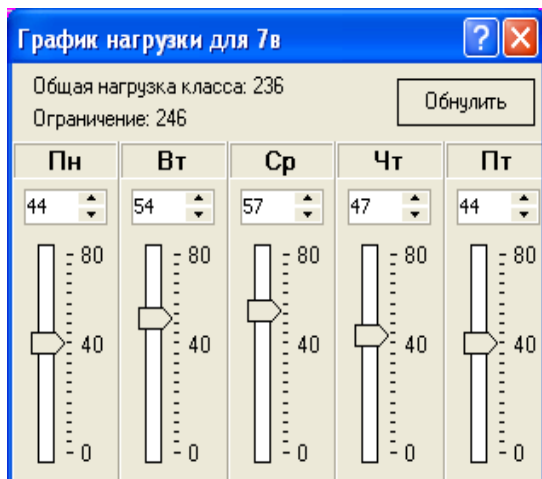 График нагрузки для 7в
Общая нагрузка класса: 236
Обнулить
Ограничение: 246
Пн Вт Ср Чт Пт
44 54 57 47 44
80 80 80 80 80
40 40 40 40 40
0 0 0 0 0